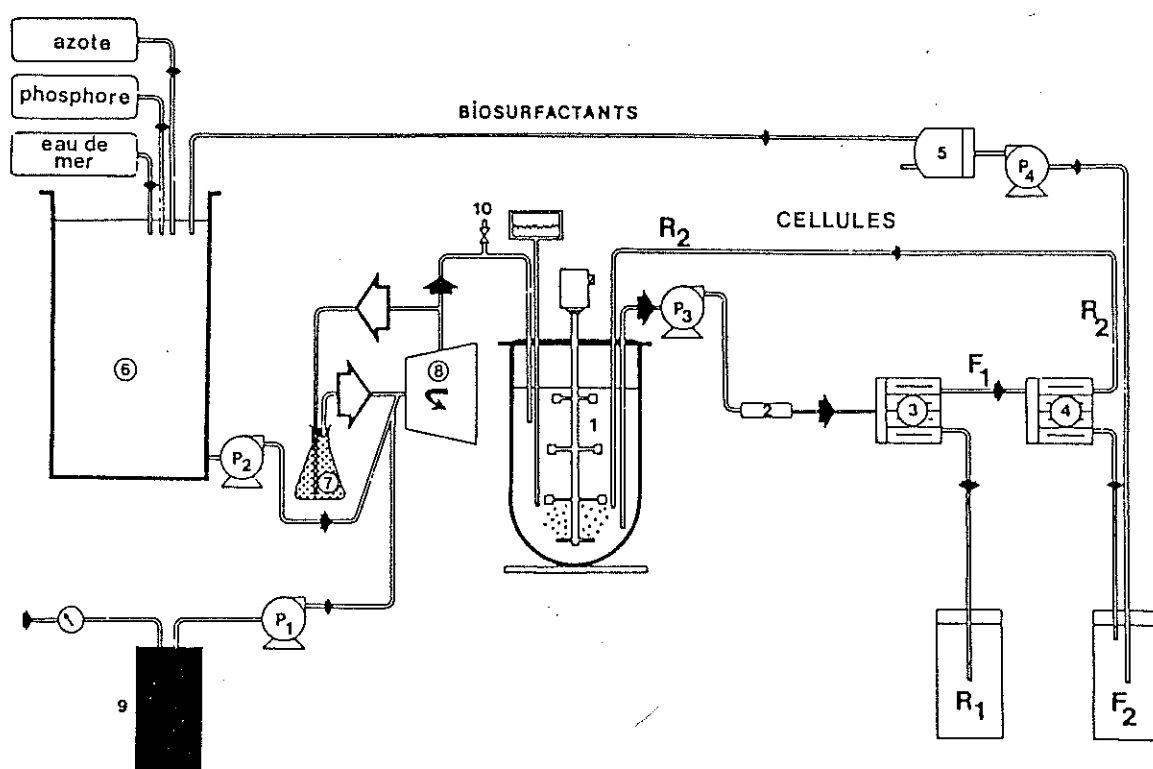 azote
phosphore
eau de
mer
BIOSURFACTANTS
5
P4
10
R2
CELLULES
P3
R2
6
8
F1
1
2
3
4
P2
7
P1
9
R1
F2